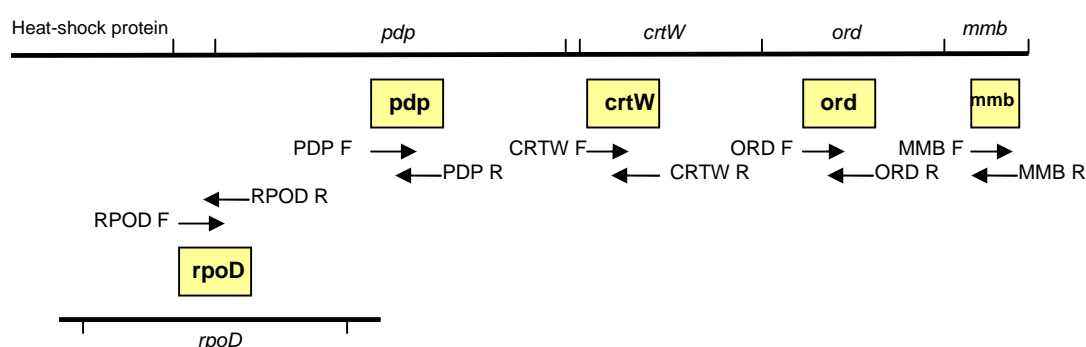 Heat-shock protein pdp crtW ord mmb
pdp crtW ord mmb
PDP F CRTW F ORD F MMB F
PDP R CRTW R ORD R MMB R
RPOD R
RPOD F
rpoD
rpoD